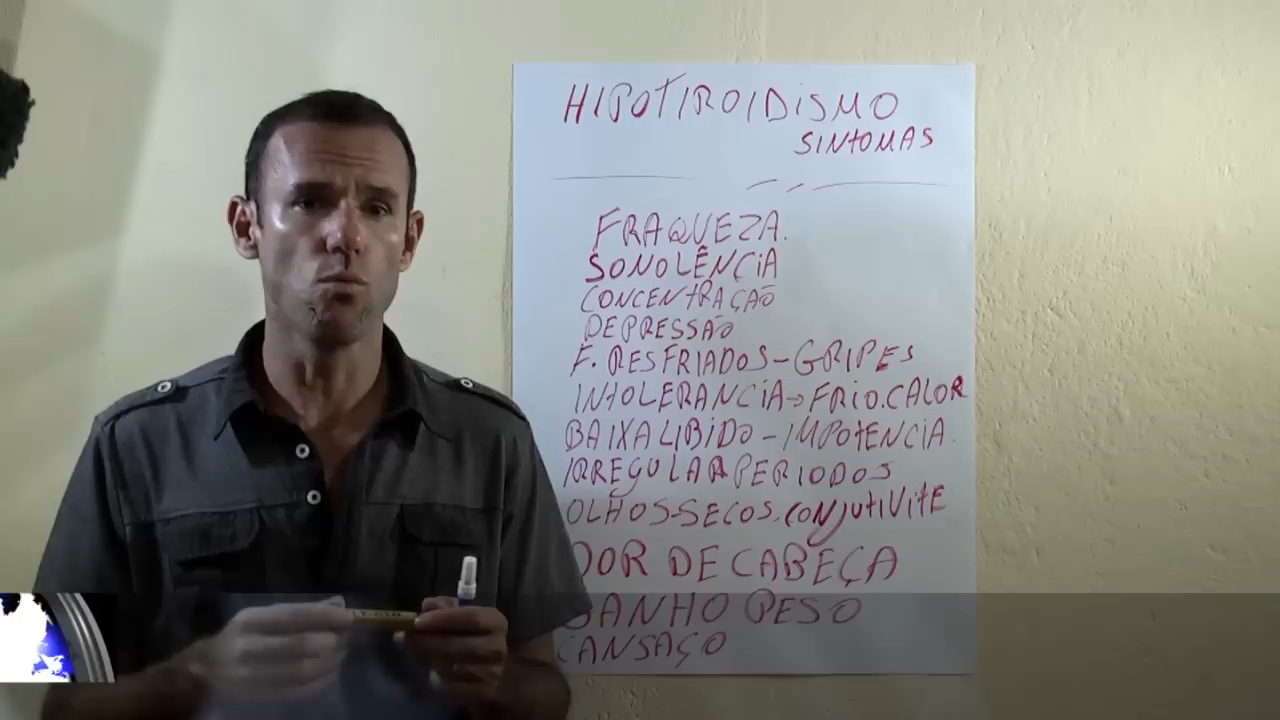 HIPOTIROIDISMO
SINTOMAS
FRAQUEZA.
SONOLÊNCIA
CONCENTRAÇÃO
DEPRESSÃO
F. RESFRIADOS-GRIPES
INTOLERANCIA→FRIO.CALOR
BAIXA LIBIDO-IMPOTENCIA.
IRREGULAR PERIODOS
OLHOS-SECOS.CONJUTIVITE
DOR DE CABEÇA
GANHO PESO
CANSAÇO